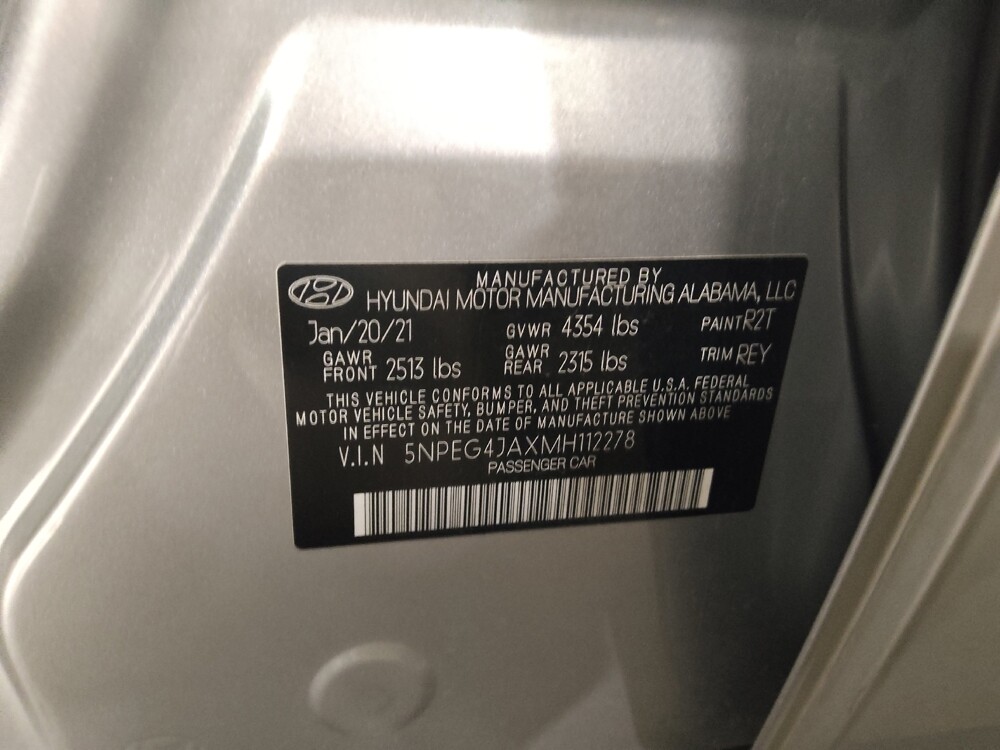 MANUFACTURED BY
HYUNDAI MOTOR MANUFACTURING ALABAMA, LLC
Jan/20/21 GVWR 4354 lbs PAINT R2T
GAWR FRONT 2513 lbs GAWR REAR 2315 lbs TRIM REY
THIS VEHICLE CONFORMS TO ALL APPLICABLE U.S.A. FEDERAL
MOTOR VEHICLE SAFETY, BUMPER, AND THEFT PREVENTION STANDARDS
IN EFFECT ON THE DATE OF MANUFACTURE SHOWN ABOVE
V.I.N 5NPEG4JAXMH112278
PASSENGER CAR